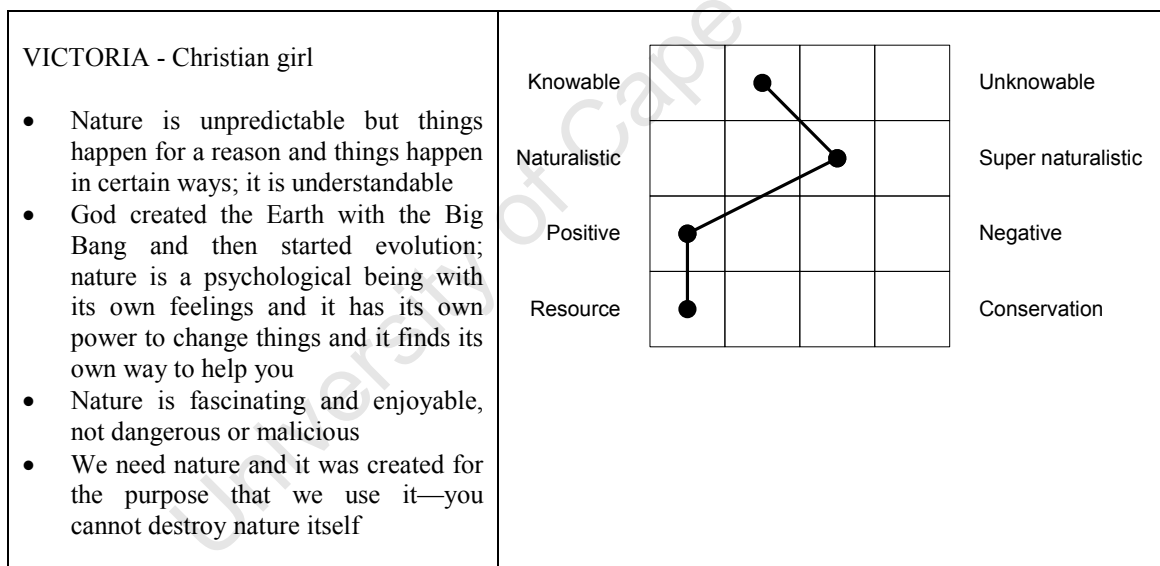 VICTORIA - Christian girl
• Nature is unpredictable but things
happen for a reason and things happen
in certain ways; it is understandable
• God created the Earth with the Big
Bang and then started evolution;
nature is a psychological being with
its own feelings and it has its own
power to change things and it finds its
own way to help you
• Nature is fascinating and enjoyable,
not dangerous or malicious
• We need nature and it was created for
the purpose that we use it—you
cannot destroy nature itself
Knowable
Unknowable
Naturalistic
Super naturalistic
Positive
Negative
Resource
Conservation
University of Cape